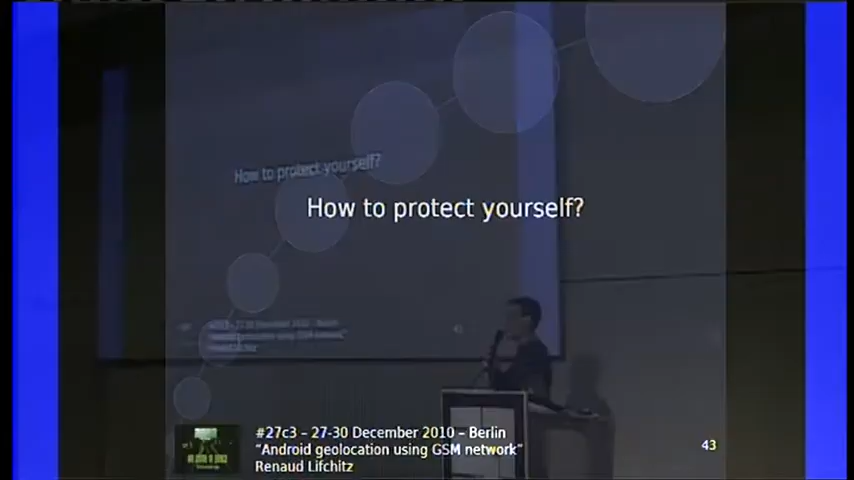 How to protect yourself?
How to protect yourself?
#27c3 – 27-30 December 2010 – Berlin
"Android geolocation using GSM network"
Renaud Lifchitz
43